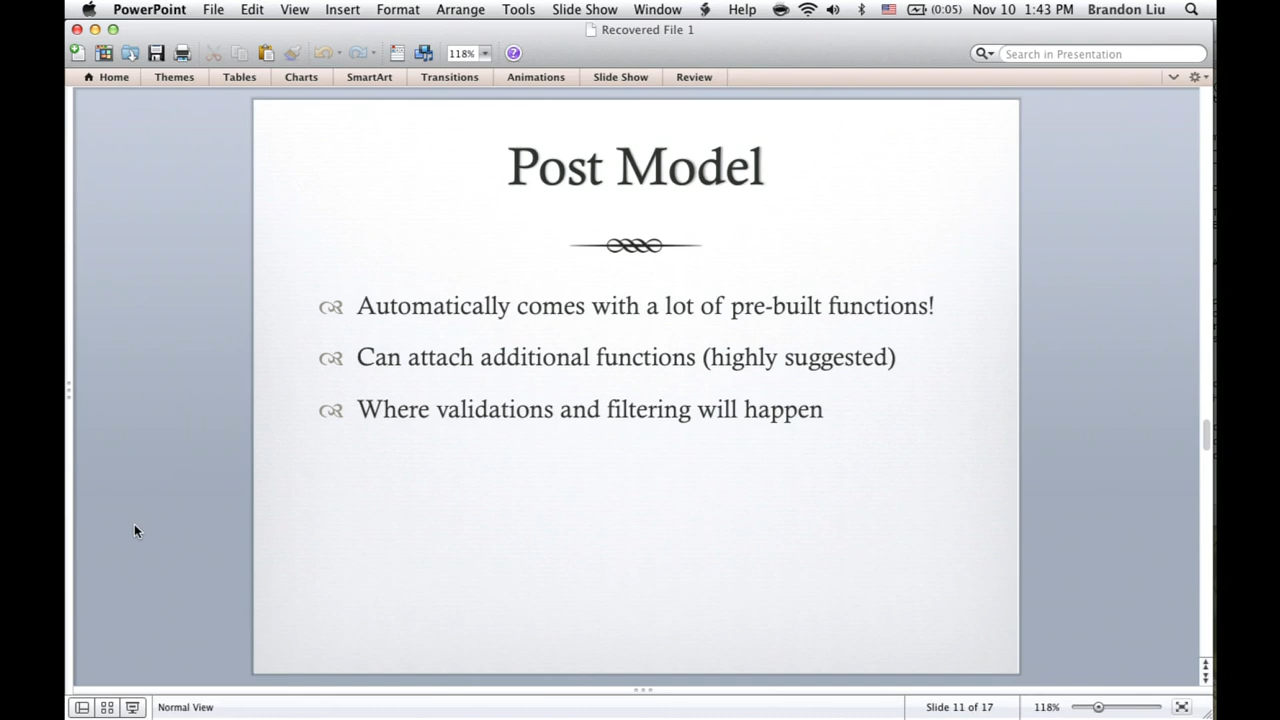 PowerPoint File Edit View Insert Format Arrange Tools Slide Show Window Help (0:05) Nov 10 1:43 PM Brandon Liu
Recovered File 1
118% Search in Presentation
Home Themes Tables Charts SmartArt Transitions Animations Slide Show Review
Post Model
Automatically comes with a lot of pre-built functions!
Can attach additional functions (highly suggested)
Where validations and filtering will happen
Normal View Slide 11 of 17 118%